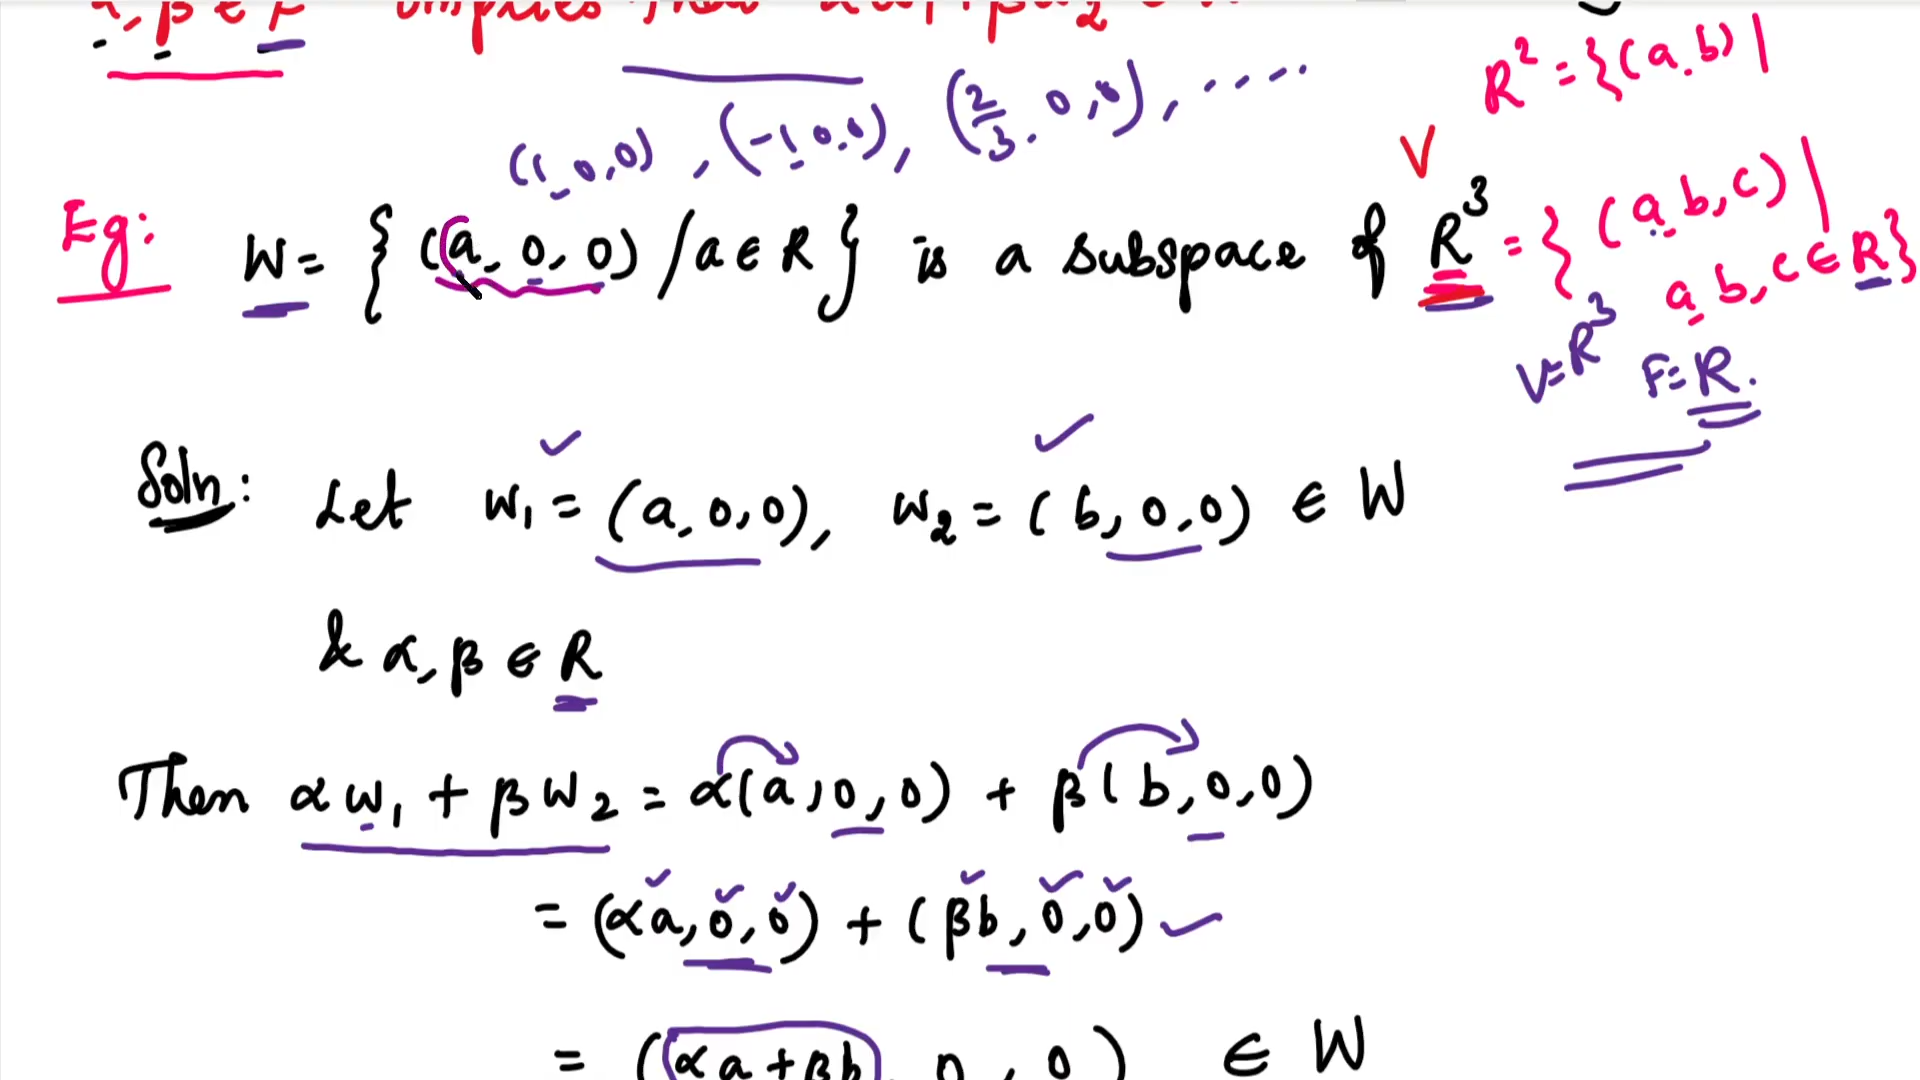 α, β ∈ F implies that
R² = {(a, b) |
(1, 0, 0), (-1, 0, 0), (2/3, 0, 0), .....
V
Eg: W = {(a, 0, 0) / a ∈ R} is a subspace of R³ = {(a, b, c) |
a, b, c ∈ R}
V = R³ F = R.
Soln: Let w₁ = (a, 0, 0), w₂ = (b, 0, 0) ∈ W
& α, β ∈ R
Then αw₁ + βw₂ = α(a, 0, 0) + β(b, 0, 0)
= (αa, 0, 0) + (βb, 0, 0)
= (αa + βb, 0, 0) ∈ W